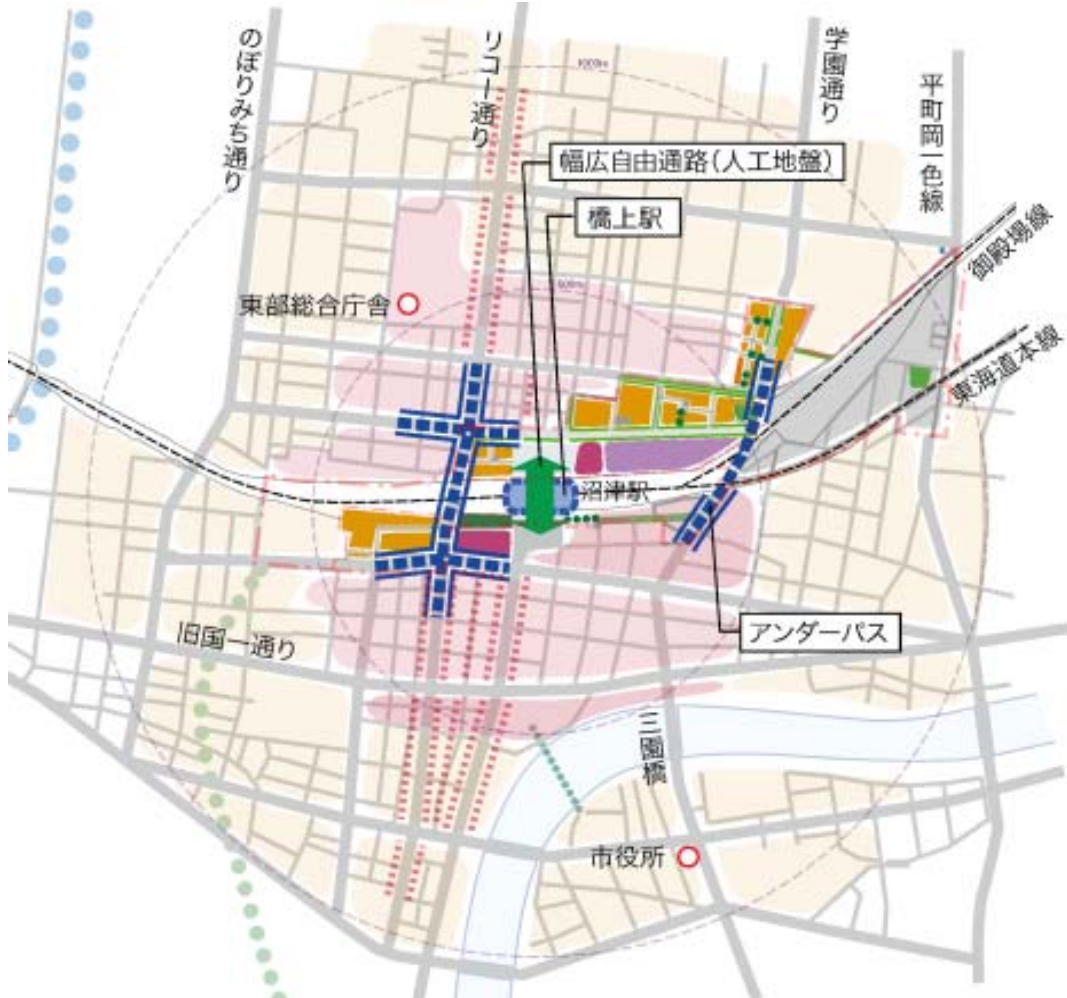 のぼりみち通り
リコー通り
学園通り
平町岡一色線
1000m
幅広自由通路(人工地盤)
橋上駅
御殿場線
東海道本線
東部総合庁舎
沼津駅
アンダーパス
旧国一通り
三園橋
市役所